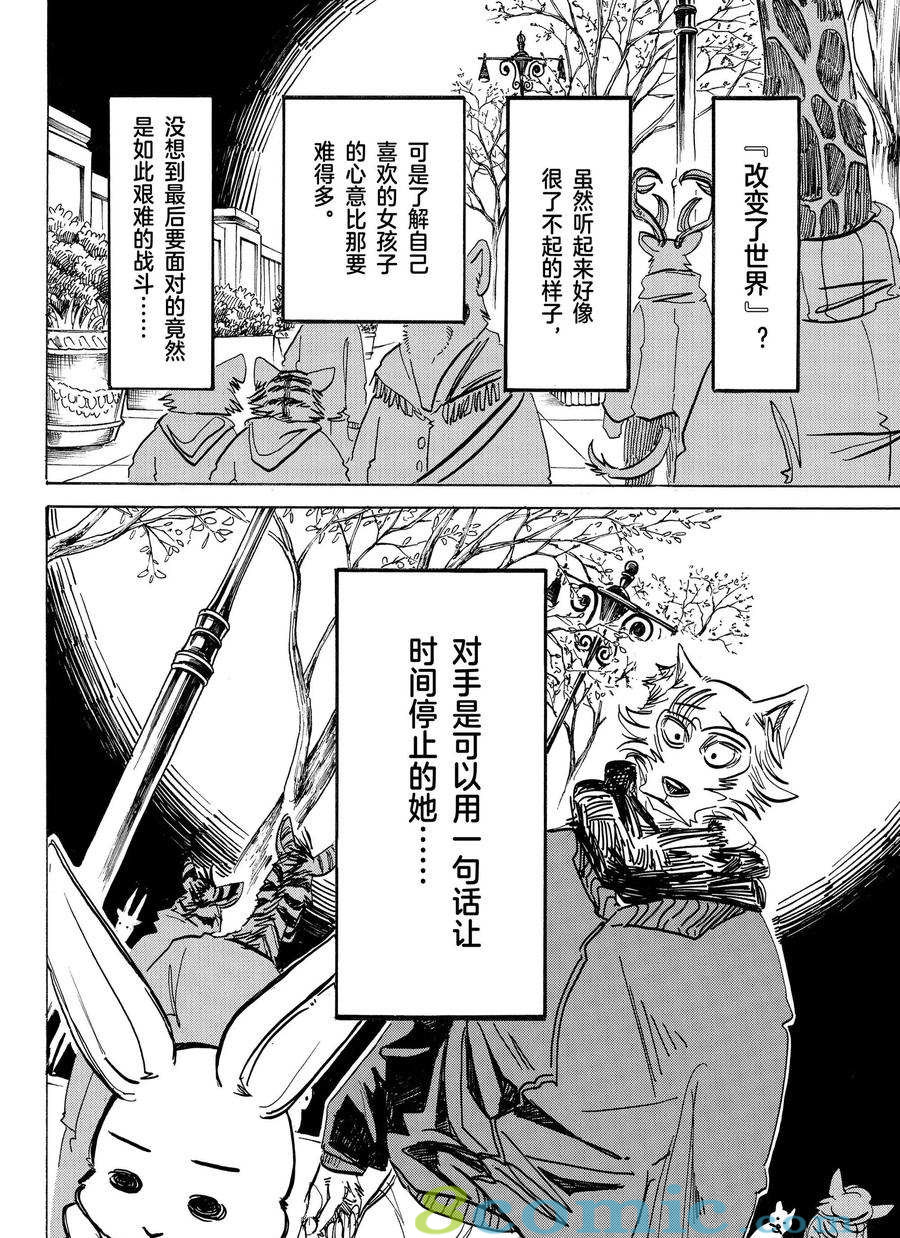 『改变了世界』?
虽然听起来好像
很了不起的样子,
可是了解自己
喜欢的女孩子
的心意比那要
难得多。
没想到最后要面对的竟然
是如此艰难的战斗……
对手是可以用一句话让
时间停止的她……
8comic.com